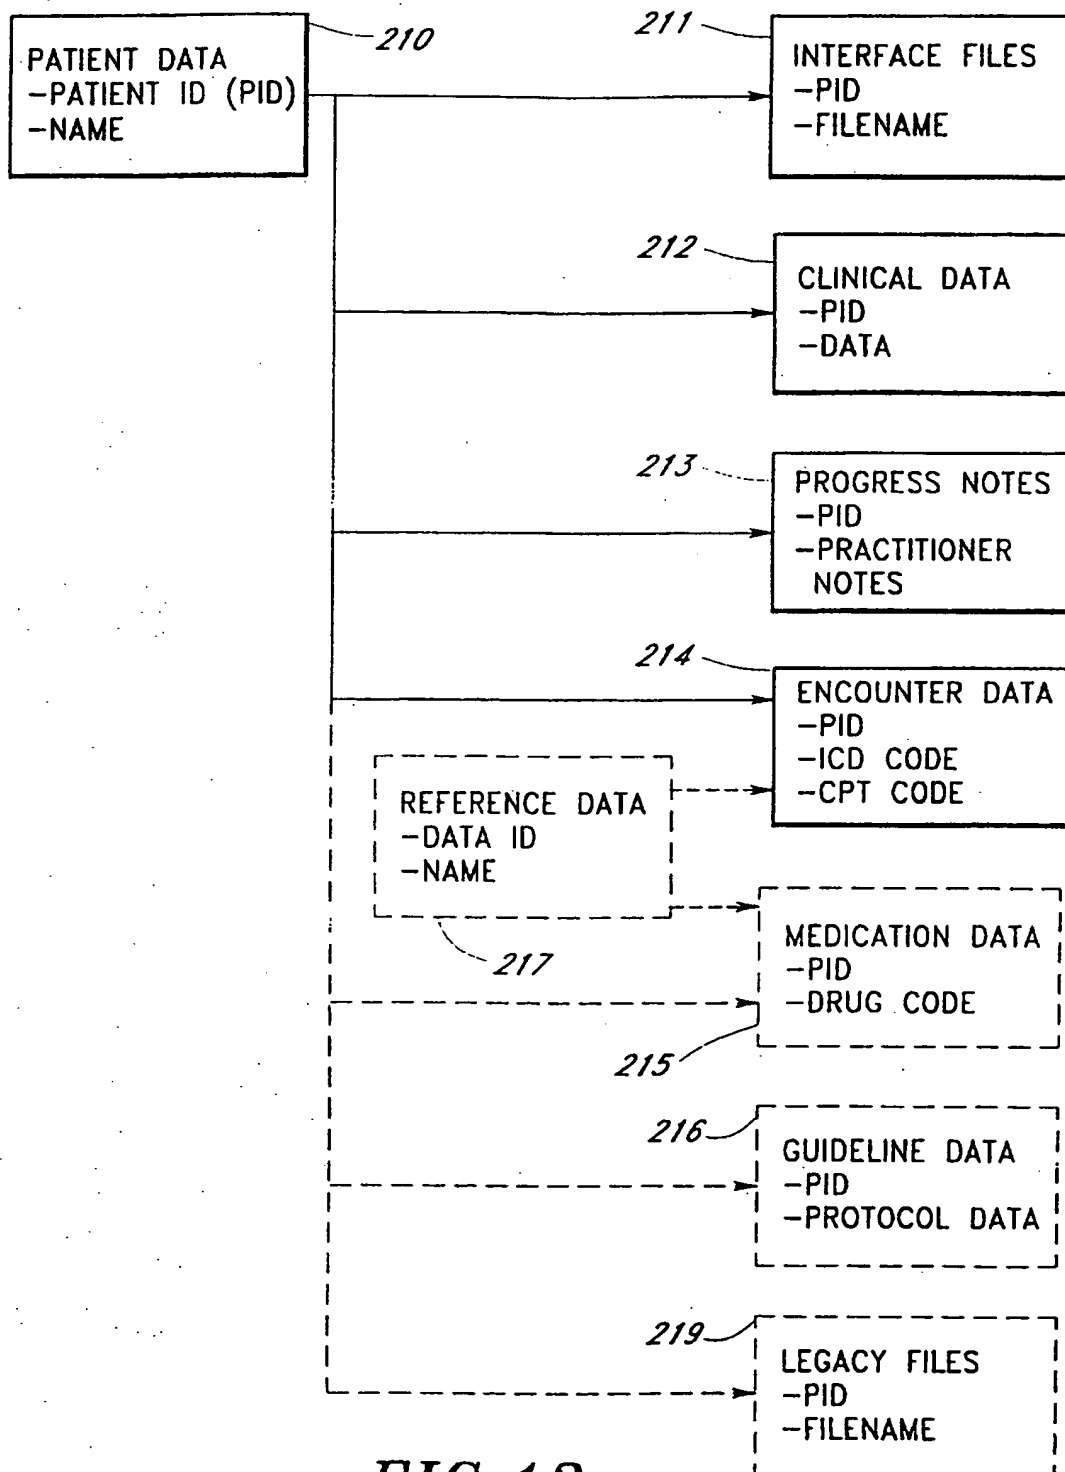 210
PATIENT DATA
-PATIENT ID (PID)
-NAME
211
INTERFACE FILES
-PID
-FILENAME
212
CLINICAL DATA
-PID
-DATA
213
PROGRESS NOTES
-PID
-PRACTITIONER
NOTES
214
ENCOUNTER DATA
-PID
-ICD CODE
-CPT CODE
REFERENCE DATA
-DATA ID
-NAME
217
MEDICATION DATA
-PID
-DRUG CODE
215
216
GUIDELINE DATA
-PID
-PROTOCOL DATA
219
LEGACY FILES
-PID
-FILENAME